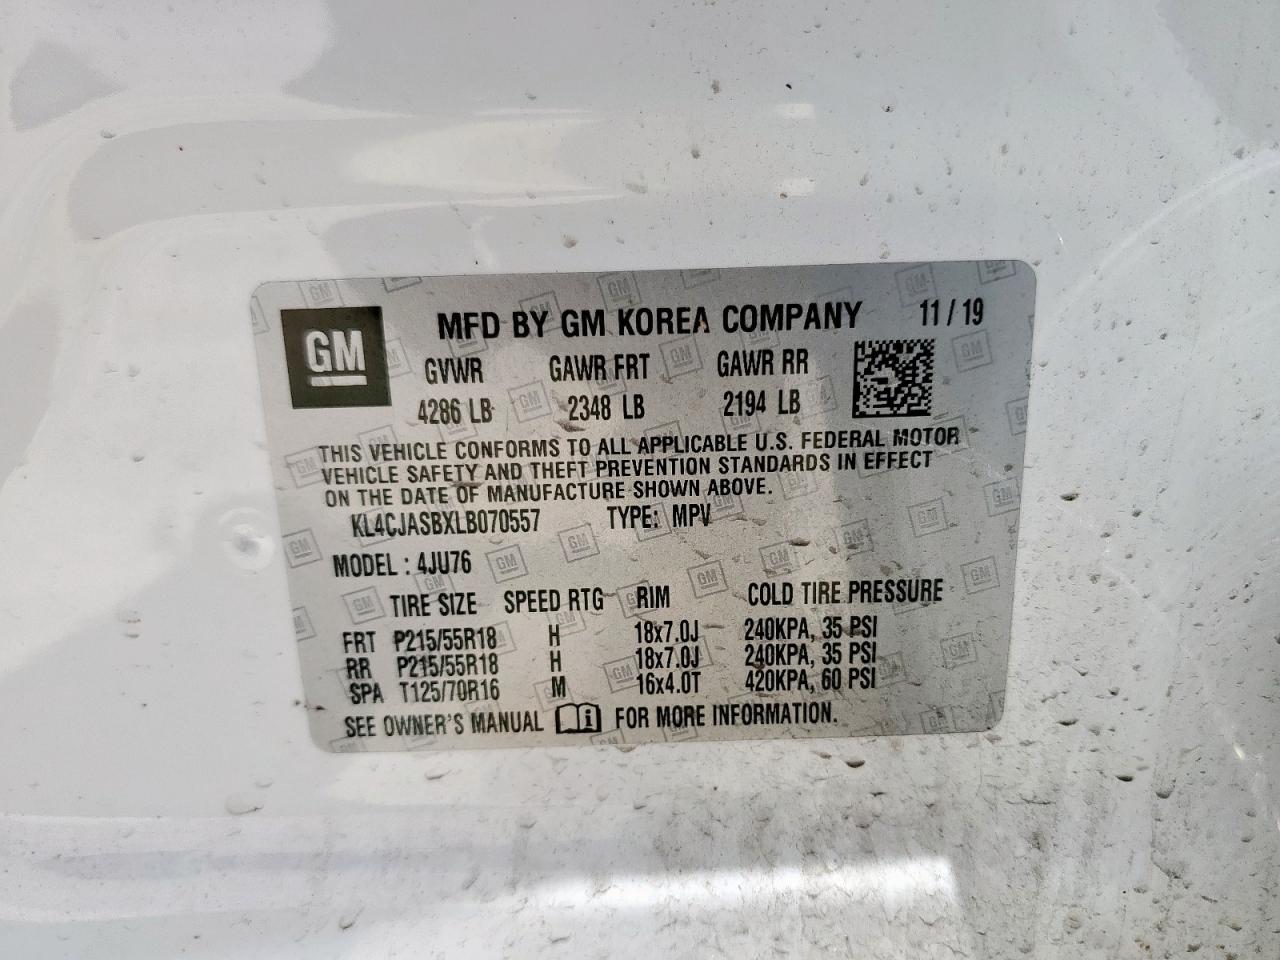 GM
MFD BY GM KOREA COMPANY 11 / 19
GVWR GAWR FRT GAWR RR
4286 LB 2348 LB 2194 LB
THIS VEHICLE CONFORMS TO ALL APPLICABLE U.S. FEDERAL MOTOR
VEHICLE SAFETY AND THEFT PREVENTION STANDARDS IN EFFECT
ON THE DATE OF MANUFACTURE SHOWN ABOVE.
KL4CJASBXLB070557 TYPE: MPV
MODEL : 4JU76
TIRE SIZE SPEED RTG RIM COLD TIRE PRESSURE
FRT P215/55R18 H 18x7.0J 240KPA, 35 PSI
RR P215/55R18 H 18x7.0J 240KPA, 35 PSI
SPA T125/70R16 M 16x4.0T 420KPA, 60 PSI
SEE OWNER'S MANUAL FOR MORE INFORMATION.